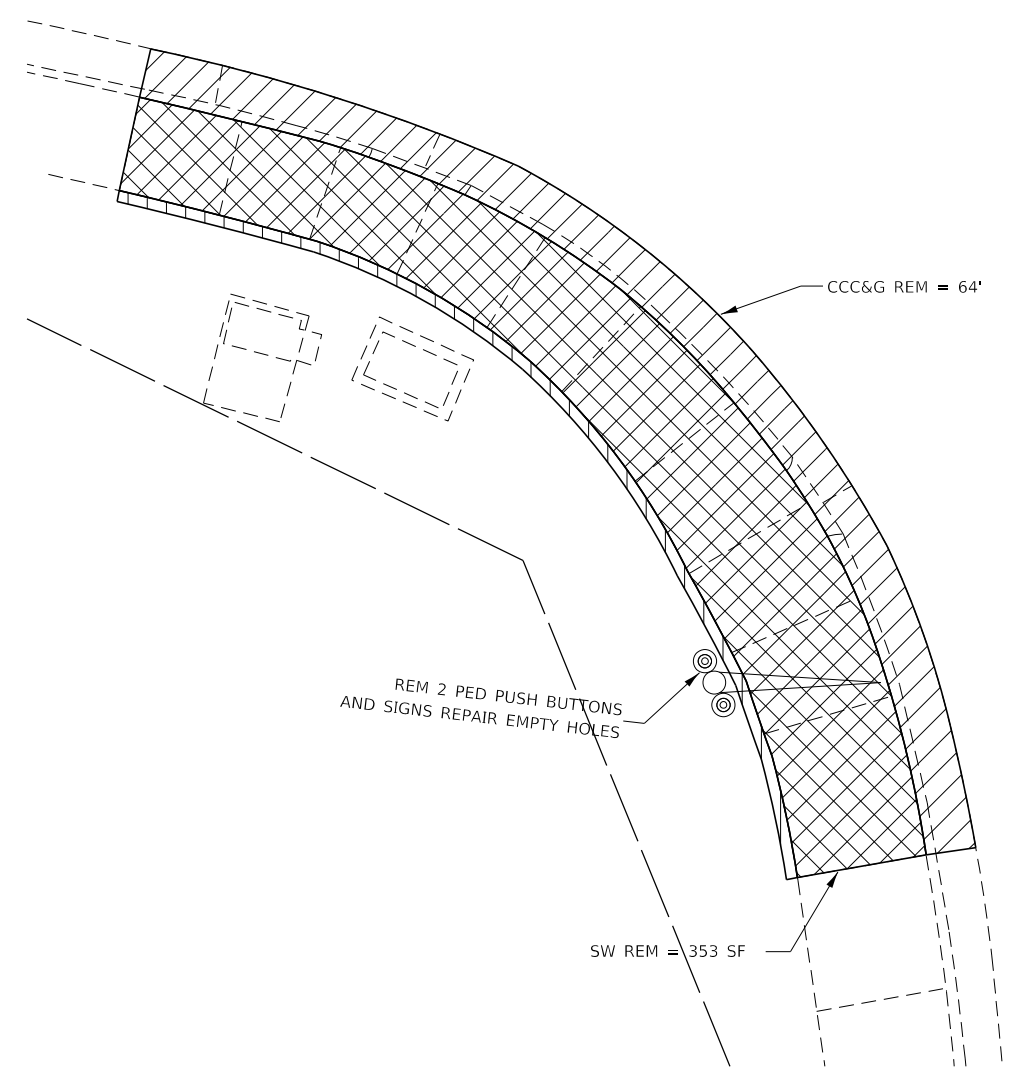 CCC&G REM = 64'
REM 2 PED PUSH BUTTONS
AND SIGNS REPAIR EMPTY HOLES
SW REM = 353 SF